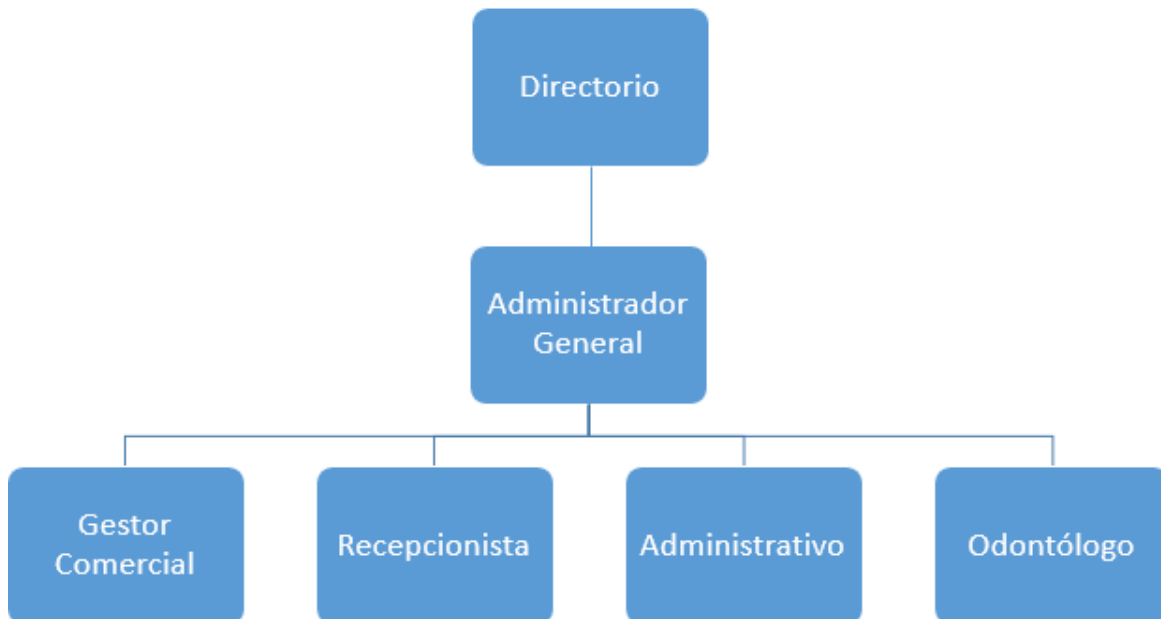 Directorio
Administrador
General
Gestor
Comercial
Recepcionista
Administrativo
Odontólogo